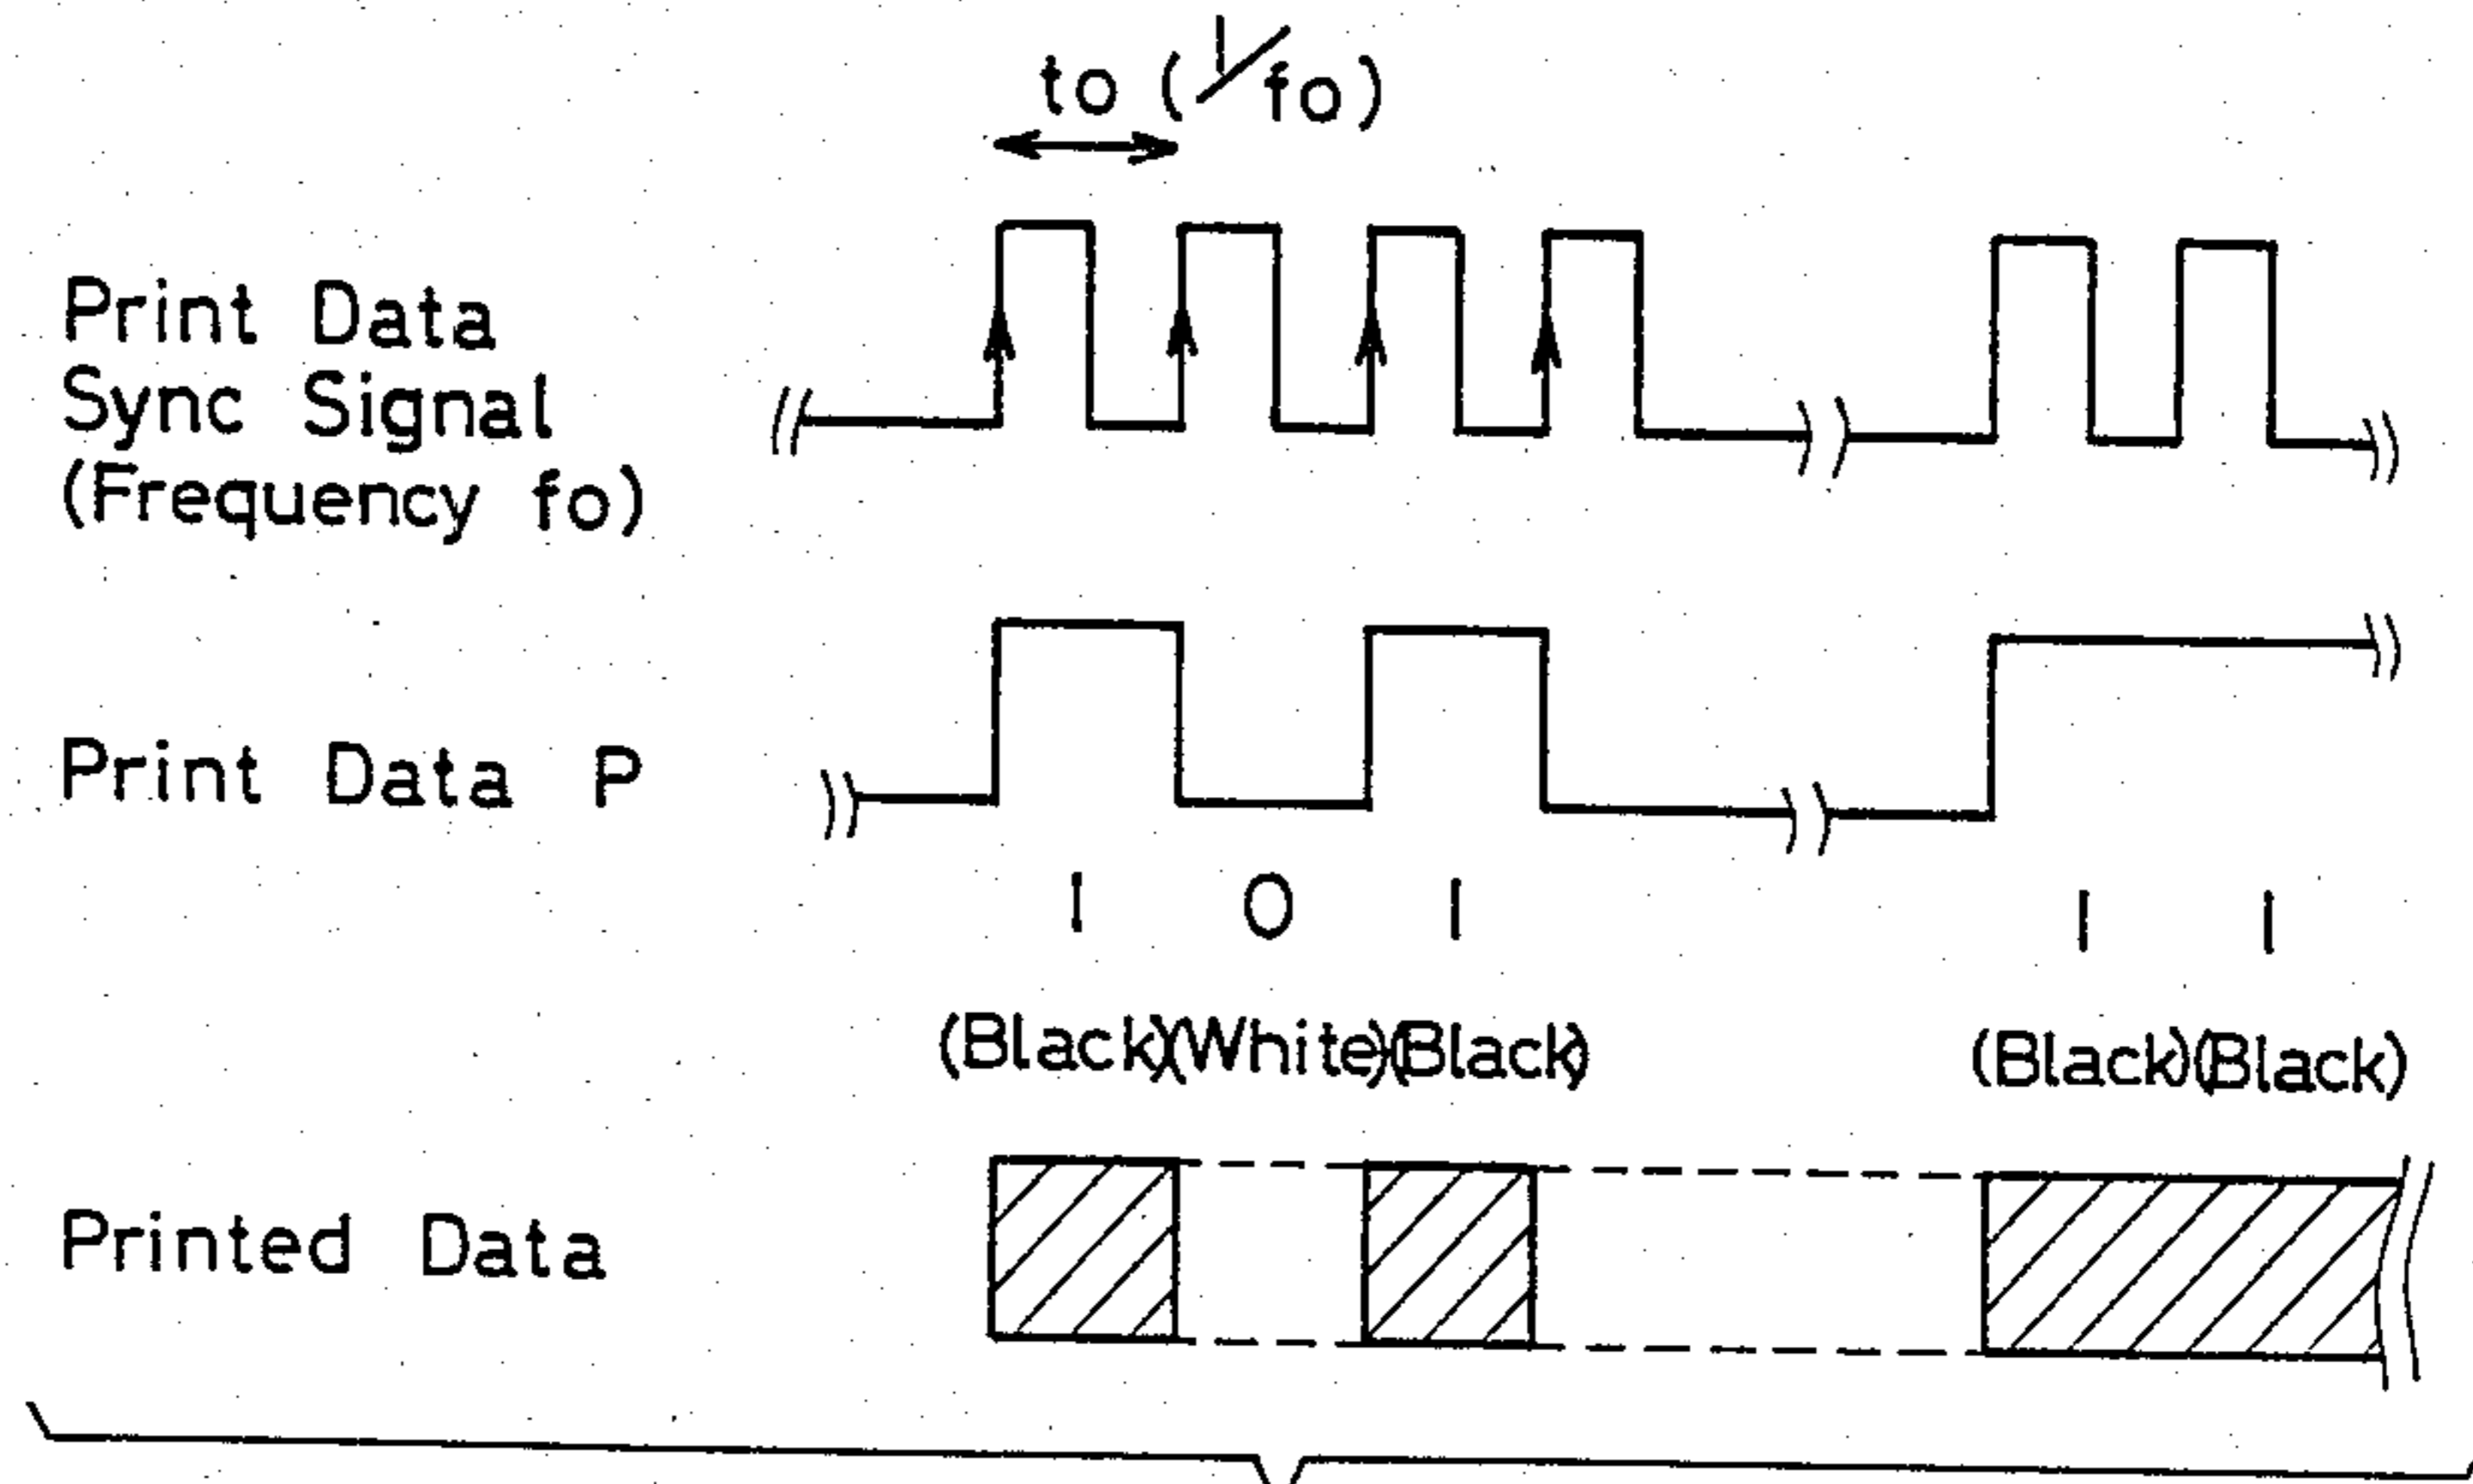 to (1/fo)
Print Data
Sync Signal
(Frequency fo)
Print Data P
1 0 1 1 1
(Black)(White)(Black) (Black)(Black)
Printed Data